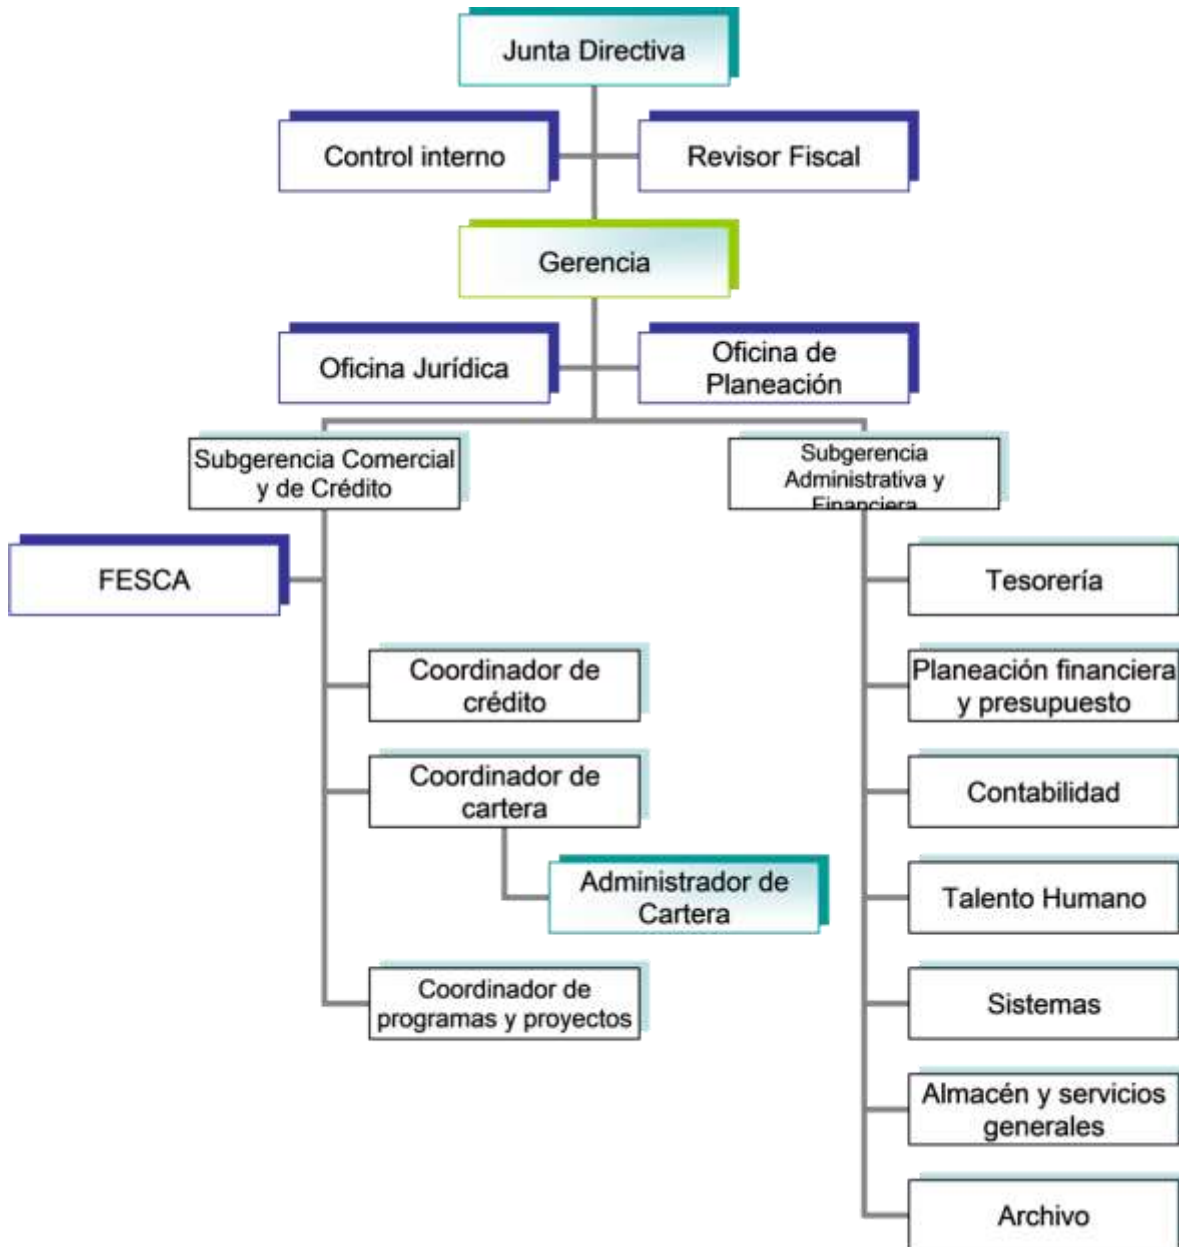 Junta Directiva
Control interno
Revisor Fiscal
Gerencia
Oficina Jurídica
Oficina de
Planeación
Subgerencia Comercial
y de Crédito
Subgerencia
Administrativa y
Financiera
FESCA
Tesorería
Coordinador de
crédito
Planeación financiera
y presupuesto
Coordinador de
cartera
Contabilidad
Administrador de
Cartera
Talento Humano
Coordinador de
programas y proyectos
Sistemas
Almacén y servicios
generales
Archivo